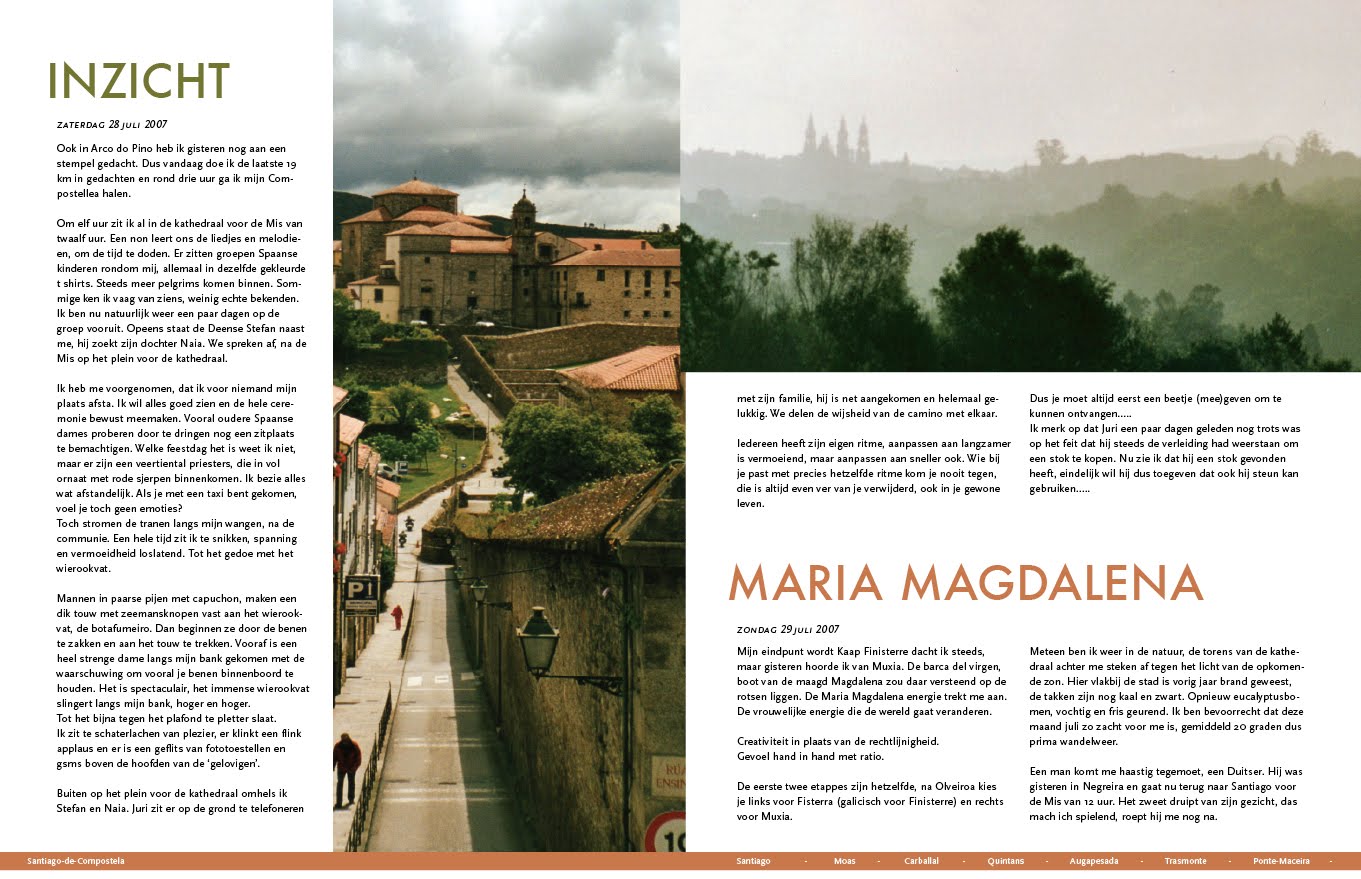 INZICHT
ZATERDAG 28 JULI 2007
Ook in Arco do Pino heb ik gisteren nog aan een
stempel gedacht. Dus vandaag doe ik de laatste 19
km in gedachten en rond drie uur ga ik mijn Com-
postellea halen.
Om elf uur zit ik al in de kathedraal voor de Mis van
twaalf uur. Een non leert ons de liedjes en melodie-
en, om de tijd te doden. Er zitten groepen Spaanse
kinderen rondom mij, allemaal in dezelfde gekleurde
t shirts. Steeds meer pelgrims komen binnen. Som-
mige ken ik vaag van ziens, weinig echte bekenden.
Ik ben nu natuurlijk weer een paar dagen op de
groep vooruit. Opeens staat de Deense Stefan naast
me, hij zoekt zijn dochter Naia. We spreken af, na de
Mis op het plein voor de kathedraal.
Ik heb me voorgenomen, dat ik voor niemand mijn
plaats afsta. Ik wil alles goed zien en de hele cere-
monie bewust meemaken. Vooral oudere Spaanse
dames proberen door te dringen nog een zitplaats
te bemachtigen. Welke feestdag het is weet ik niet,
maar er zijn een veertiental priesters, die in vol
ornaat met rode sjerpen binnenkomen. Ik bezie alles
wat afstandelijk. Als je met een taxi bent gekomen,
voel je toch geen emoties?
Toch stromen de tranen langs mijn wangen, na de
communie. Een hele tijd zit ik te snikken, spanning
en vermoeidheid loslatend. Tot het gedoe met het
wierookvat.
Mannen in paarse pijen met capuchon, maken een
dik touw met zeemansknopen vast aan het wierook-
vat, de botafumeiro. Dan beginnen ze door de benen
te zakken en aan het touw te trekken. Vooraf is een
heel strenge dame langs mijn bank gekomen met de
waarschuwing om vooral je benen binnenboord te
houden. Het is spectaculair, het immense wierookvat
slingert langs mijn bank, hoger en hoger.
Tot het bijna tegen het plafond te pletter slaat.
Ik zit te schaterlachen van plezier, er klinkt een flink
applaus en er is een geflits van fototoestellen en
gsms boven de hoofden van de ‘gelovigen’.
Buiten op het plein voor de kathedraal omhels ik
Stefan en Naia. Juri zit er op de grond te telefoneren
P1
RUA
ENSIN
10
met zijn familie, hij is net aangekomen en helemaal ge-
lukkig. We delen de wijsheid van de camino met elkaar.
Iedereen heeft zijn eigen ritme, aanpassen aan langzamer
is vermoeiend, maar aanpassen aan sneller ook. Wie bij
je past met precies hetzelfde ritme kom je nooit tegen,
die is altijd even ver van je verwijderd, ook in je gewone
leven.
Dus je moet altijd eerst een beetje (mee)geven om te
kunnen ontvangen.....
Ik merk op dat Juri een paar dagen geleden nog trots was
op het feit dat hij steeds de verleiding had weerstaan om
een stok te kopen. Nu zie ik dat hij een stok gevonden
heeft, eindelijk wil hij dus toegeven dat ook hij steun kan
gebruiken.....
MARIA MAGDALENA
ZONDAG 29 JULI 2007
Mijn eindpunt wordt Kaap Finisterre dacht ik steeds,
maar gisteren hoorde ik van Muxia. De barca del virgen,
boot van de maagd Magdalena zou daar versteend op de
rotsen liggen. De Maria Magdalena energie trekt me aan.
De vrouwelijke energie die de wereld gaat veranderen.
Creativiteit in plaats van de rechtlijnigheid.
Gevoel hand in hand met ratio.
De eerste twee etappes zijn hetzelfde, na Olveiroa kies
je links voor Fisterra (galicisch voor Finisterre) en rechts
voor Muxia.
Meteen ben ik weer in de natuur, de torens van de kathe-
draal achter me steken af tegen het licht van de opkomen-
de zon. Hier vlakbij de stad is vorig jaar brand geweest,
de takken zijn nog kaal en zwart. Opnieuw eucalyptusbo-
men, vochtig en fris geurend. Ik ben bevoorrecht dat deze
maand juli zo zacht voor me is, gemiddeld 20 graden dus
prima wandelweer.
Een man komt me haastig tegemoet, een Duitser. Hij was
gisteren in Negreira en gaat nu terug naar Santiago voor
de Mis van 12 uur. Het zweet druipt van zijn gezicht, das
mach ich spielend, roept hij me nog na.
Santiago-de-Compostela
Santiago - Moas - Carballal - Quintans - Augapesada - Trasmonte - Ponte-Maceira -